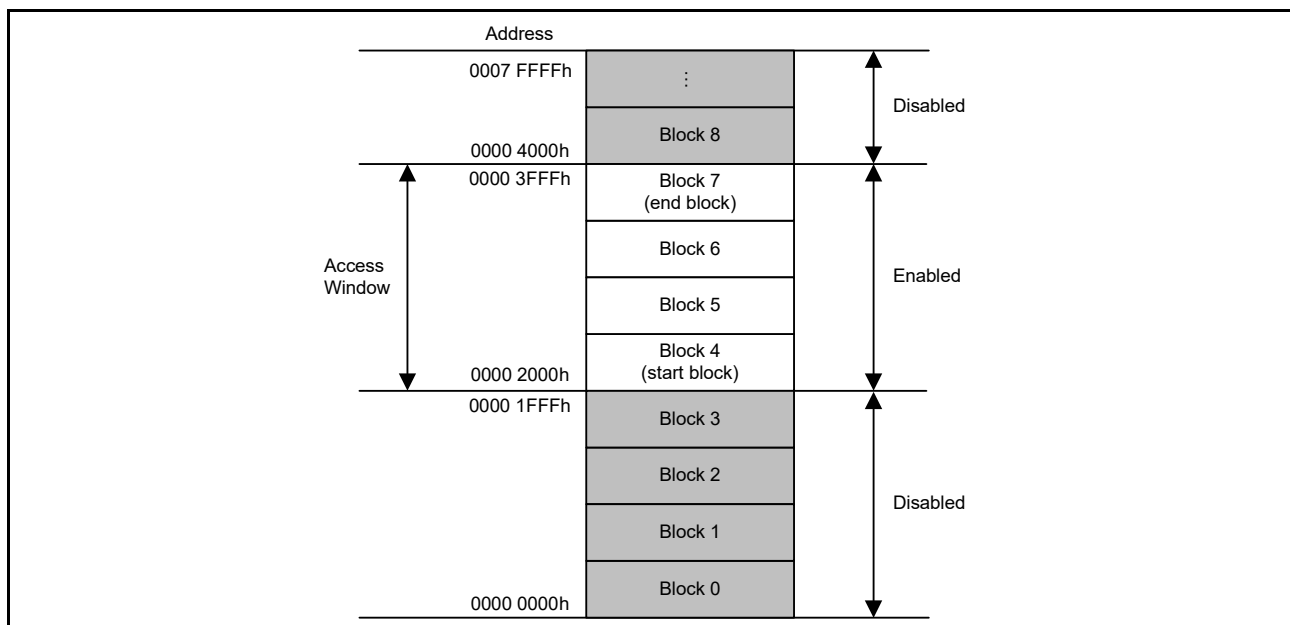 Address
0007 FFFFh
⋮
Disabled
Block 8
0000 4000h
0000 3FFFh
Block 7
(end block)
Block 6
Access
Window
Enabled
Block 5
Block 4
(start block)
0000 2000h
0000 1FFFh
Block 3
Block 2
Disabled
Block 1
Block 0
0000 0000h